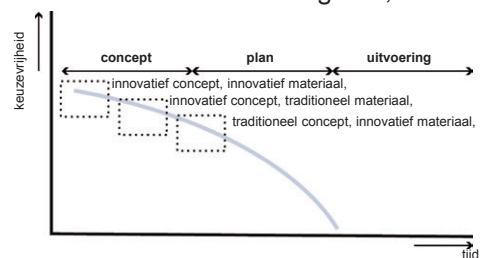 keuzevrijheid
concept plan uitvoering
innovatief concept, innovatief materiaal,
innovatief concept, traditioneel materiaal,
traditioneel concept, innovatief materiaal,
tijd